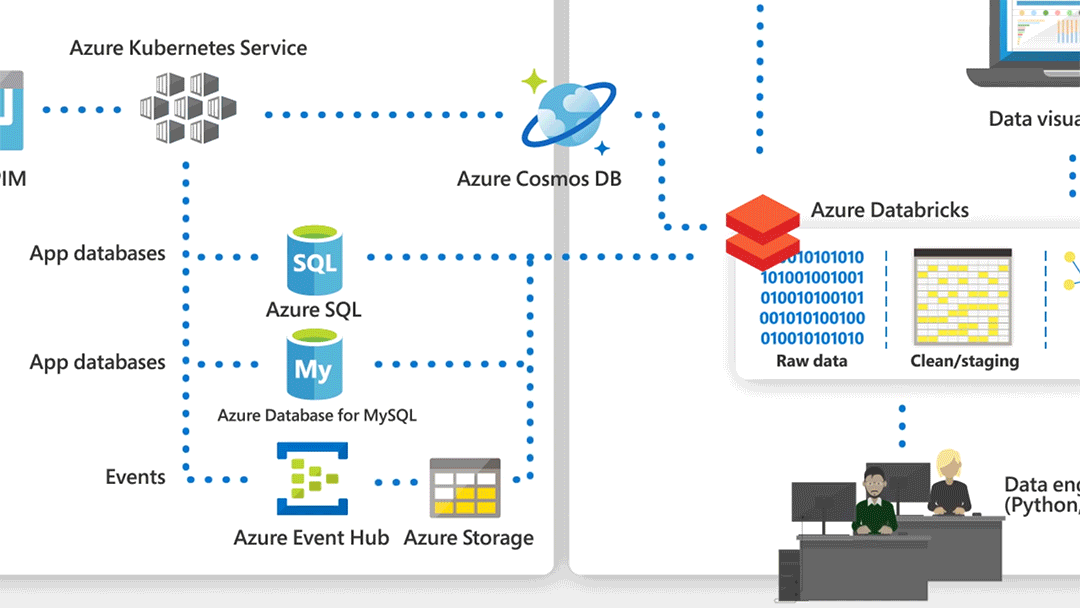 Azure Kubernetes Service
PIM
Azure Cosmos DB
Data visua
Azure Databricks
App databases
SQL
Azure SQL
010101010
101001001001
010010100101
001010100100
010010101010
Raw data
Clean/staging
App databases
My
Azure Database for MySQL
Events
Azure Event Hub
Azure Storage
Data eng
(Python,